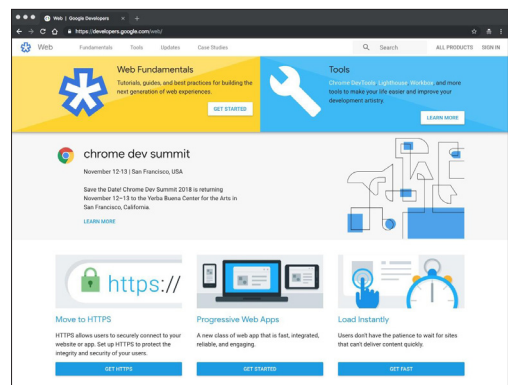 Web | Google Developers
https://developers.google.com/web/
Web Fundamentals Tools Updates Case Studies Search ALL PRODUCTS SIGN IN
Web Fundamentals
Tutorials, guides, and best practices for building the
next generation of web experiences.
GET STARTED
Tools
Chrome DevTools, Lighthouse, Workbox and more
tools to make your life easier and improve your
development artistry.
LEARN MORE
chrome dev summit
November 12-13 | San Francisco, USA
Save the Date! Chrome Dev Summit 2018 is returning
November 12–13 to the Yerba Buena Center for the Arts in
San Francisco, California.
LEARN MORE
https://
Move to HTTPS
HTTPS allows users to securely connect to your
website or app. Set up HTTPS to protect the
integrity and security of your users.
GET HTTPS
Progressive Web Apps
A new class of web app that is fast, integrated,
reliable, and engaging.
GET STARTED
Load Instantly
Users don't have the patience to wait for sites
that can't deliver content quickly.
GET FAST